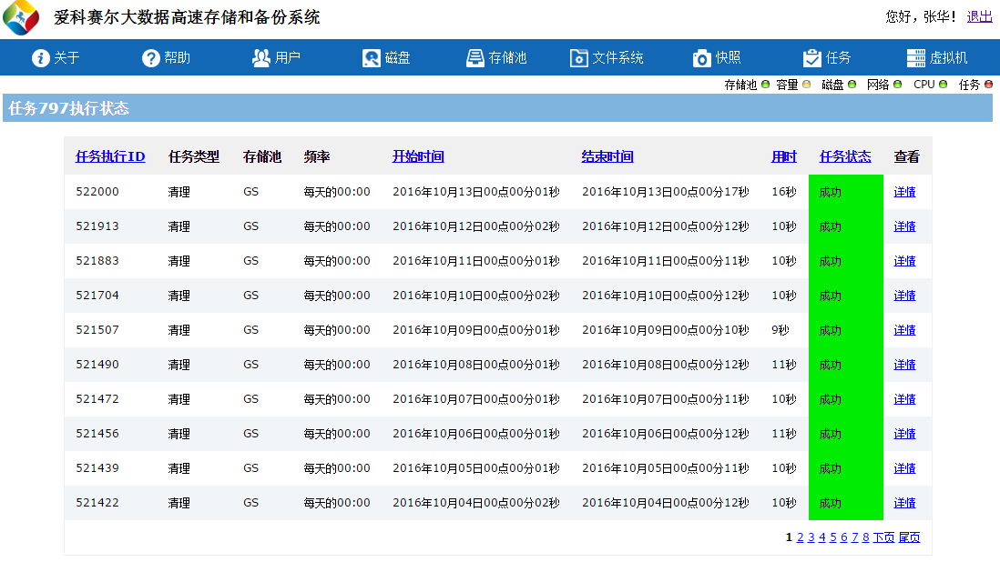 爱科赛尔大数据高速存储和备份系统 您好，张华！ 退出
关于 帮助 用户 磁盘 存储池 文件系统 快照 任务 虚拟机
存储池 容量 磁盘 网络 CPU 任务
任务797执行状态
任务执行ID 任务类型 存储池 频率 开始时间 结束时间 用时 任务状态 查看
522000 清理 GS 每天的00:00 2016年10月13日00点00分01秒 2016年10月13日00点00分17秒 16秒 成功 详情
521913 清理 GS 每天的00:00 2016年10月12日00点00分02秒 2016年10月12日00点00分12秒 10秒 成功 详情
521883 清理 GS 每天的00:00 2016年10月11日00点00分01秒 2016年10月11日00点00分11秒 10秒 成功 详情
521704 清理 GS 每天的00:00 2016年10月10日00点00分02秒 2016年10月10日00点00分12秒 10秒 成功 详情
521507 清理 GS 每天的00:00 2016年10月09日00点00分01秒 2016年10月09日00点00分10秒 9秒 成功 详情
521490 清理 GS 每天的00:00 2016年10月08日00点00分01秒 2016年10月08日00点00分12秒 11秒 成功 详情
521472 清理 GS 每天的00:00 2016年10月07日00点00分01秒 2016年10月07日00点00分11秒 10秒 成功 详情
521456 清理 GS 每天的00:00 2016年10月06日00点00分01秒 2016年10月06日00点00分12秒 11秒 成功 详情
521439 清理 GS 每天的00:00 2016年10月05日00点00分01秒 2016年10月05日00点00分11秒 10秒 成功 详情
521422 清理 GS 每天的00:00 2016年10月04日00点00分02秒 2016年10月04日00点00分12秒 10秒 成功 详情
1 2 3 4 5 6 7 8 下页 尾页